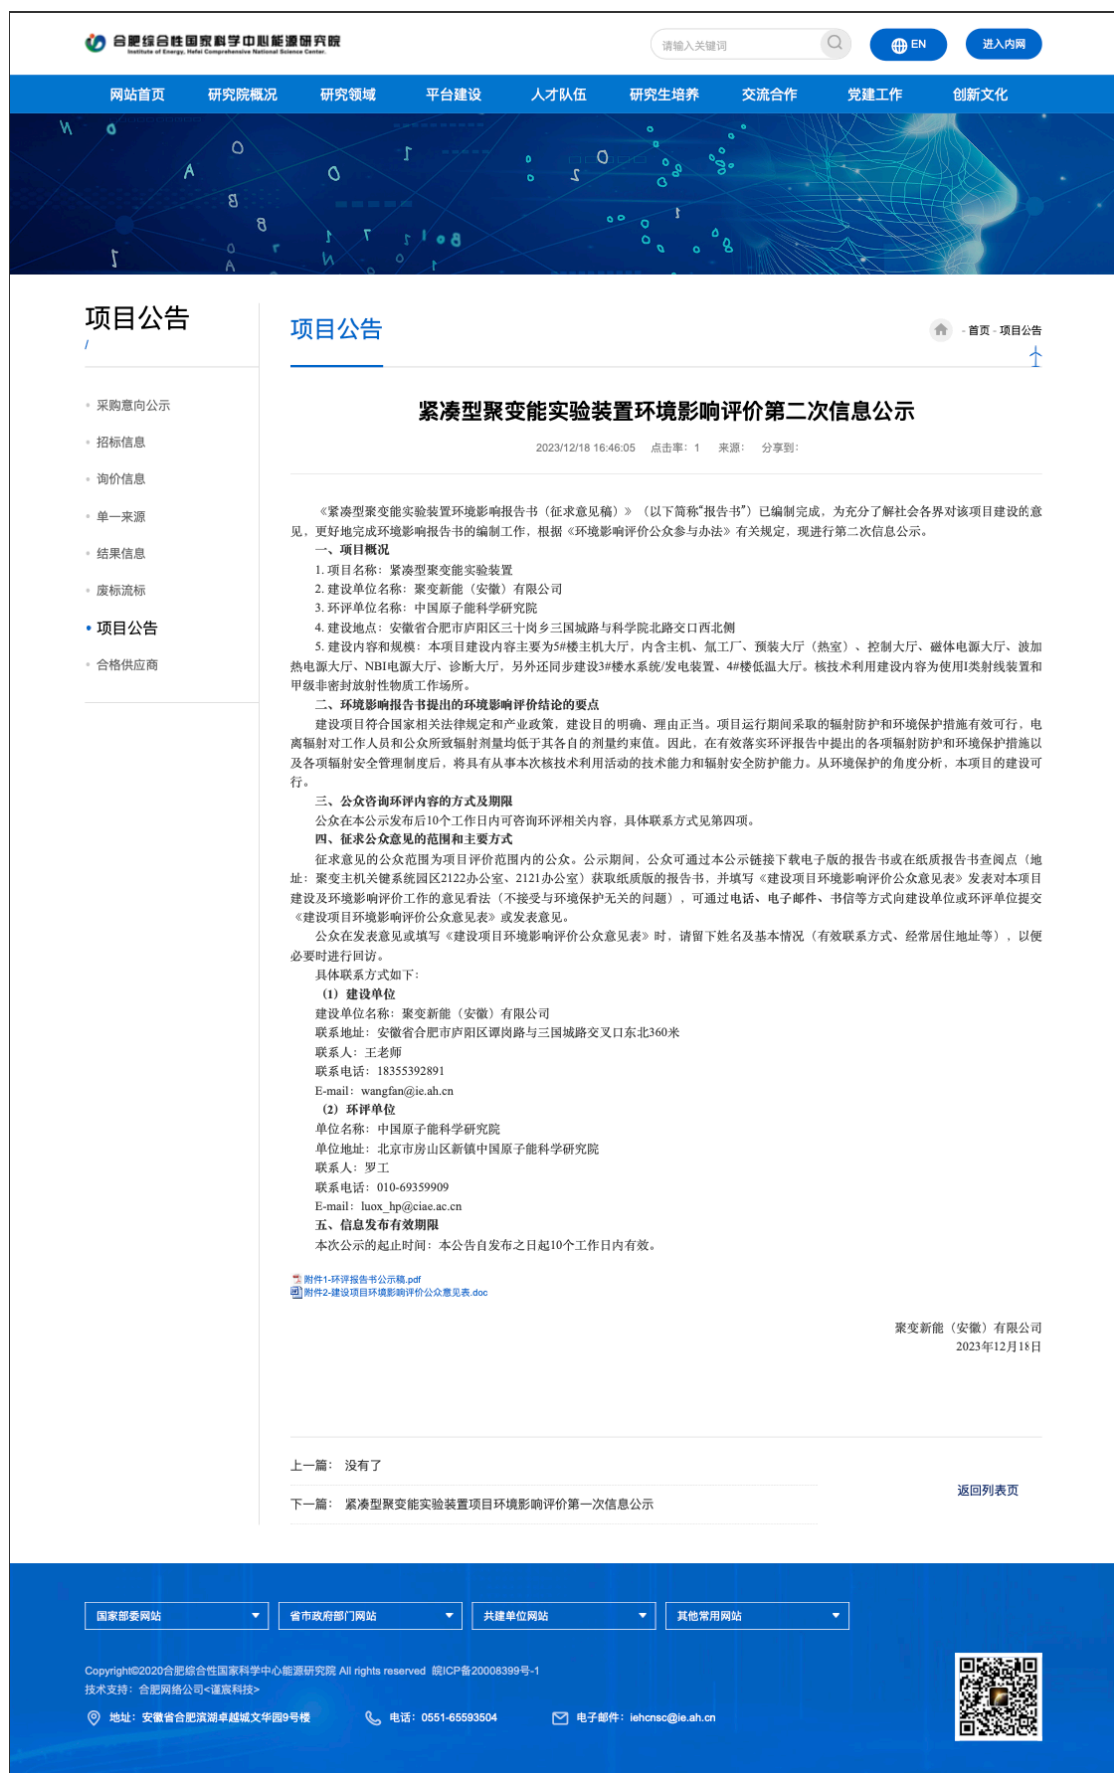 合肥综合性国家科学中心能源研究院
Institute of Energy, Hefei Comprehensive National Science Center.
请输入关键词
EN
进入内网
网站首页
研究院概况
研究领域
平台建设
人才队伍
研究生培养
交流合作
党建工作
创新文化
项目公告
/
采购意向公示
招标信息
询价信息
单一来源
结果信息
废标流标
项目公告
合格供应商
项目公告
- 首页 - 项目公告
紧凑型聚变能实验装置环境影响评价第二次信息公示
2023/12/18 16:46:05 点击率：1 来源： 分享到：
《紧凑型聚变能实验装置环境影响报告书（征求意见稿）》（以下简称“报告书”）已编制完成，为充分了解社会各界对该项目建设的意
见，更好地完成环境影响报告书的编制工作，根据《环境影响评价公众参与办法》有关规定，现进行第二次信息公示。
一、项目概况
1. 项目名称：紧凑型聚变能实验装置
2. 建设单位名称：聚变新能（安徽）有限公司
3. 环评单位名称：中国原子能科学研究院
4. 建设地点：安徽省合肥市庐阳区三十岗乡三国城路与科学院北路交口西北侧
5. 建设内容和规模：本项目建设内容主要为5#楼主机大厅，内含主机、氚工厂、预装大厅（热室）、控制大厅、磁体电源大厅、波加
热电源大厅、NBI电源大厅、诊断大厅，另外还同步建设3#楼水系统/发电装置、4#楼低温大厅。核技术利用建设内容为使用I类射线装置和
甲级非密封放射性物质工作场所。
二、环境影响报告书提出的环境影响评价结论的要点
建设项目符合国家相关法律规定和产业政策，建设目的明确、理由正当。项目运行期间采取的辐射防护和环境保护措施有效可行，电
离辐射对工作人员和公众所致辐射剂量均低于其各自的剂量约束值。因此，在有效落实环评报告中提出的各项辐射防护和环境保护措施以
及各项辐射安全管理制度后，将具有从事本次核技术利用活动的技术能力和辐射安全防护能力。从环境保护的角度分析，本项目的建设可
行。
三、公众咨询环评内容的方式及期限
公众在本公示发布后10个工作日内可咨询环评相关内容，具体联系方式见第四项。
四、征求公众意见的范围和主要方式
征求意见的公众范围为项目评价范围内的公众。公示期间，公众可通过本公示链接下载电子版的报告书或在纸质报告书查阅点（地
址：聚变主机关键系统园区2122办公室、2121办公室）获取纸质版的报告书，并填写《建设项目环境影响评价公众意见表》发表对本项目
建设及环境影响评价工作的意见看法（不接受与环境保护无关的问题），可通过电话、电子邮件、书信等方式向建设单位或环评单位提交
《建设项目环境影响评价公众意见表》或发表意见。
公众在发表意见或填写《建设项目环境影响评价公众意见表》时，请留下姓名及基本情况（有效联系方式、经常居住地址等），以便
必要时进行回访。
具体联系方式如下：
（1）建设单位
建设单位名称：聚变新能（安徽）有限公司
联系地址：安徽省合肥市庐阳区谭岗路与三国城路交叉口东北360米
联系人：王老师
联系电话：18355392891
E-mail：wangfan@ie.ah.cn
（2）环评单位
单位名称：中国原子能科学研究院
单位地址：北京市房山区新镇中国原子能科学研究院
联系人：罗工
联系电话：010-69359909
E-mail：luox_hp@ciae.ac.cn
五、信息发布有效期限
本次公示的起止时间：本公告自发布之日起10个工作日内有效。
附件1-环评报告书公示稿.pdf
附件2-建设项目环境影响评价公众意见表.doc
聚变新能（安徽）有限公司
2023年12月18日
上一篇： 没有了
下一篇： 紧凑型聚变能实验装置项目环境影响评价第一次信息公示
返回列表页
国家部委网站
省市政府部门网站
共建单位网站
其他常用网站
Copyright©2020合肥综合性国家科学中心能源研究院 All rights reserved 皖ICP备20008399号-1
技术支持：合肥网络公司<谨宸科技>
地址：安徽省合肥滨湖卓越城文华园9号楼
电话：0551-65593504
电子邮件：iehcnsc@ie.ah.cn